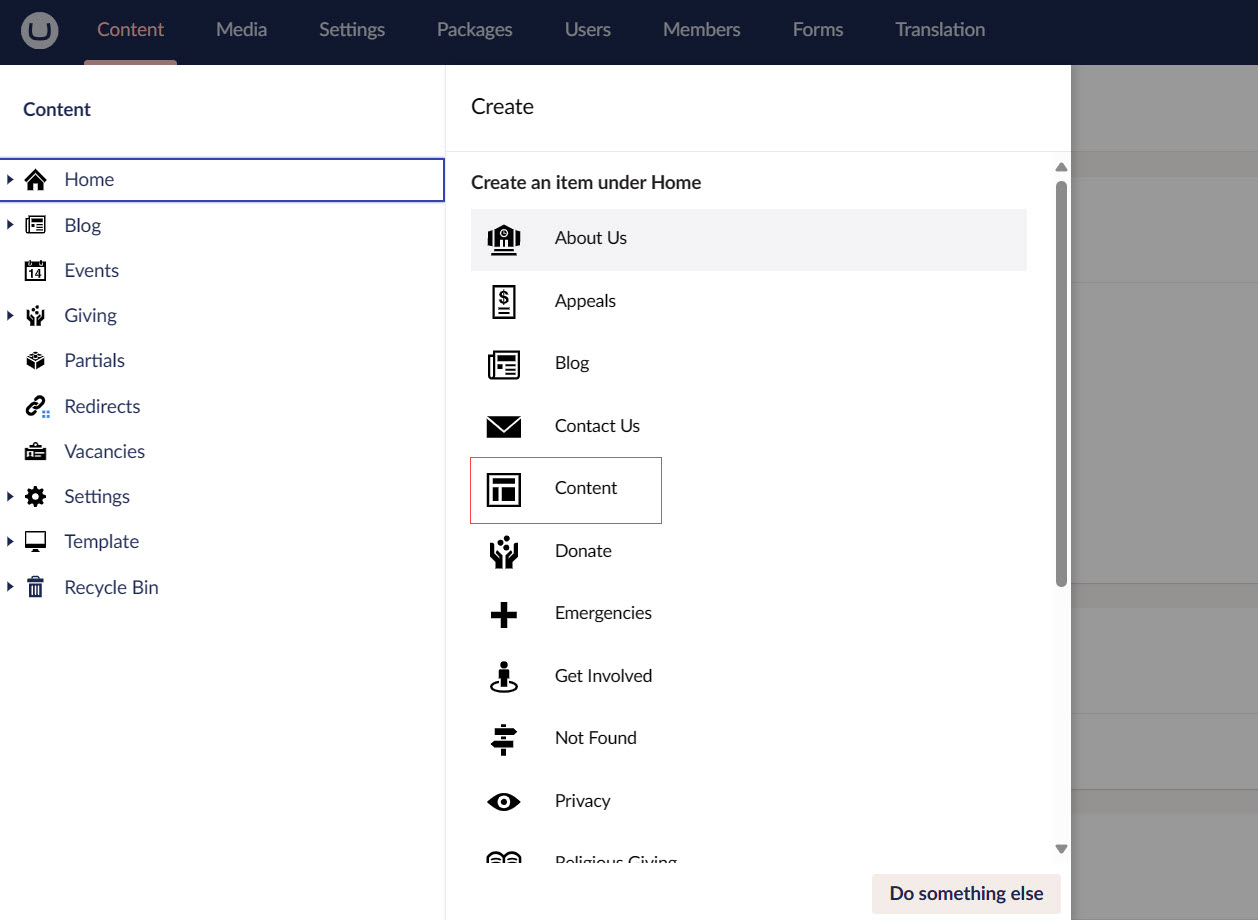 Content Media Settings Packages Users Members Forms Translation
Content
Home
Blog
14
Events
Giving
Partials
Redirects
Vacancies
Settings
Template
Recycle Bin
Create
Create an item under Home
About Us
$
Appeals
Blog
Contact Us
Content
Donate
Emergencies
Get Involved
Not Found
Privacy
Religious Giving
Do something else